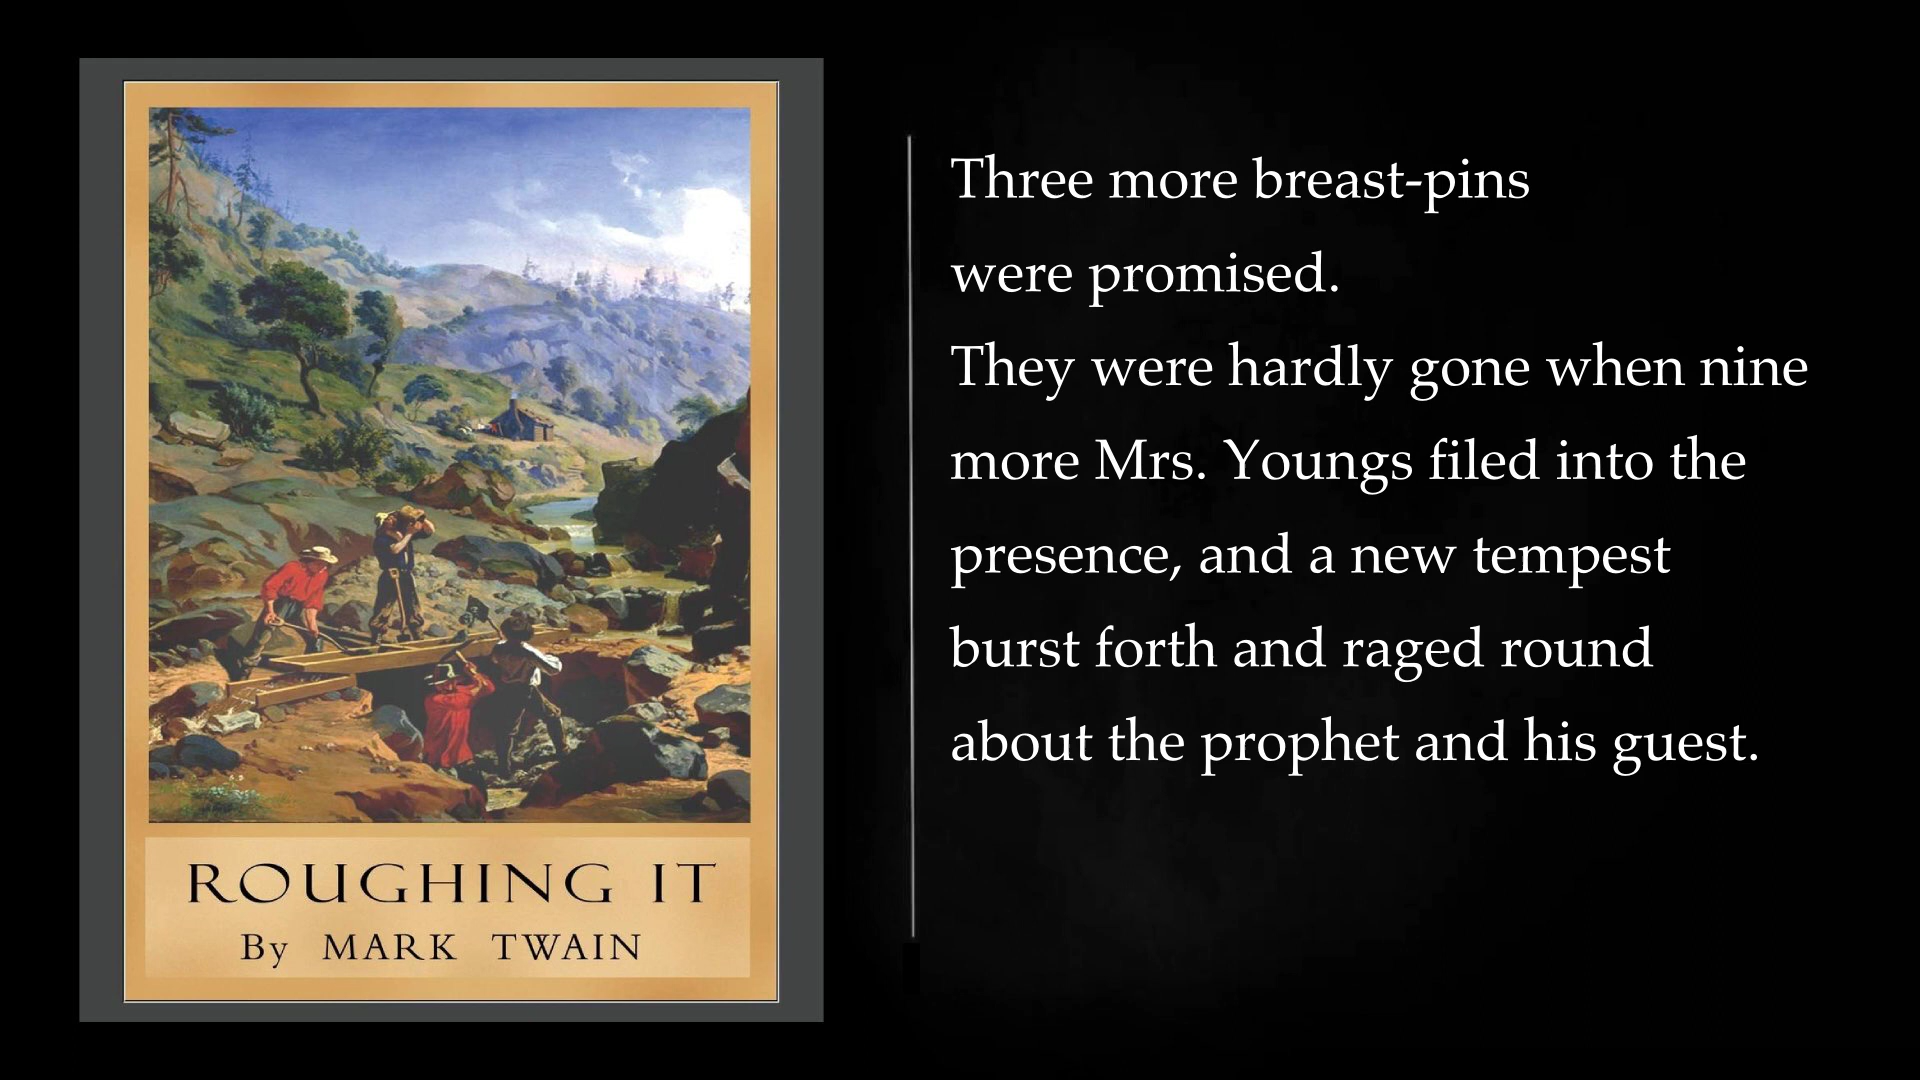 ROUGHING IT
By MARK TWAIN
Three more breast-pins
were promised.
They were hardly gone when nine
more Mrs. Youngs filed into the
presence, and a new tempest
burst forth and raged round
about the prophet and his guest.